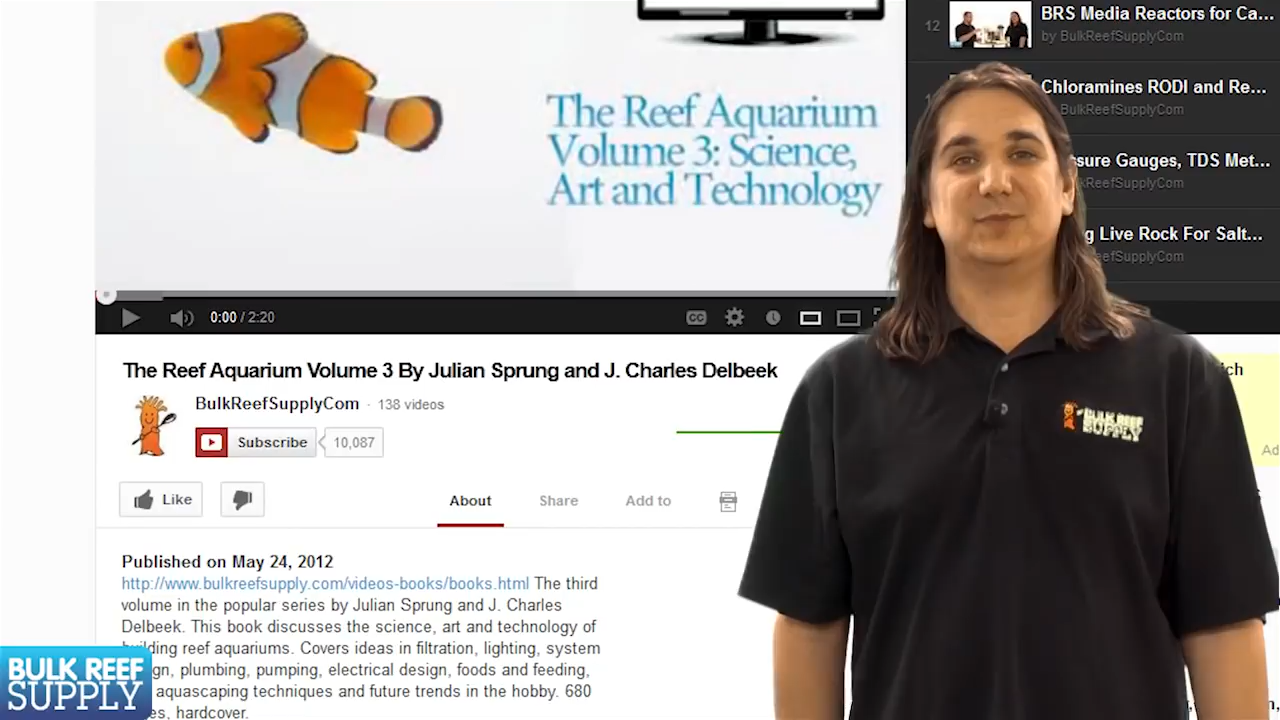 12
BRS Media Reactors for Ca...
by BulkReefSupplyCom
The Reef Aquarium
Volume 3: Science,
Art and Technology
Chloramines RODI and Re...
BulkReefSupplyCom
Gauges, TDS Met...
Live Rock For Salt...
0:00 / 2:20
CC
The Reef Aquarium Volume 3 By Julian Sprung and J. Charles Delbeek
BulkReefSupplyCom · 138 videos
Subscribe 10,087
Like
About Share Add to
BULK REEF
SUPPLY
Published on May 24, 2012
http://www.bulkreefsupply.com/videos-books/books.html The third
volume in the popular series by Julian Sprung and J. Charles
Delbeek. This book discusses the science, art and technology of
building reef aquariums. Covers ideas in filtration, lighting, system
plumbing, pumping, electrical design, foods and feeding,
aquascaping techniques and future trends in the hobby. 680
hardcover.
BULK REEF
SUPPLY